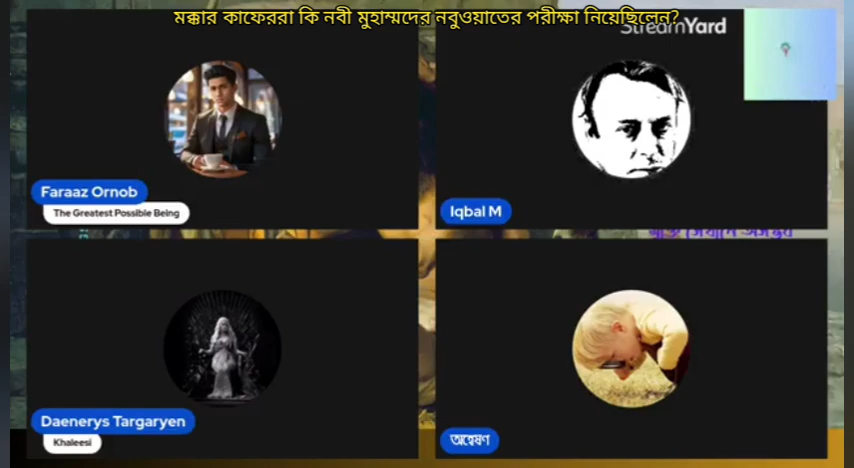 মক্কার কাফেররা কি নবী মুহাম্মদের নবুওয়াতের পরীক্ষা নিয়েছিলেন?
StreamYard
Faraaz Ornob
The Greatest Possible Being
Iqbal M
Daenerys Targaryen
Khaleesi
অন্বেষণ